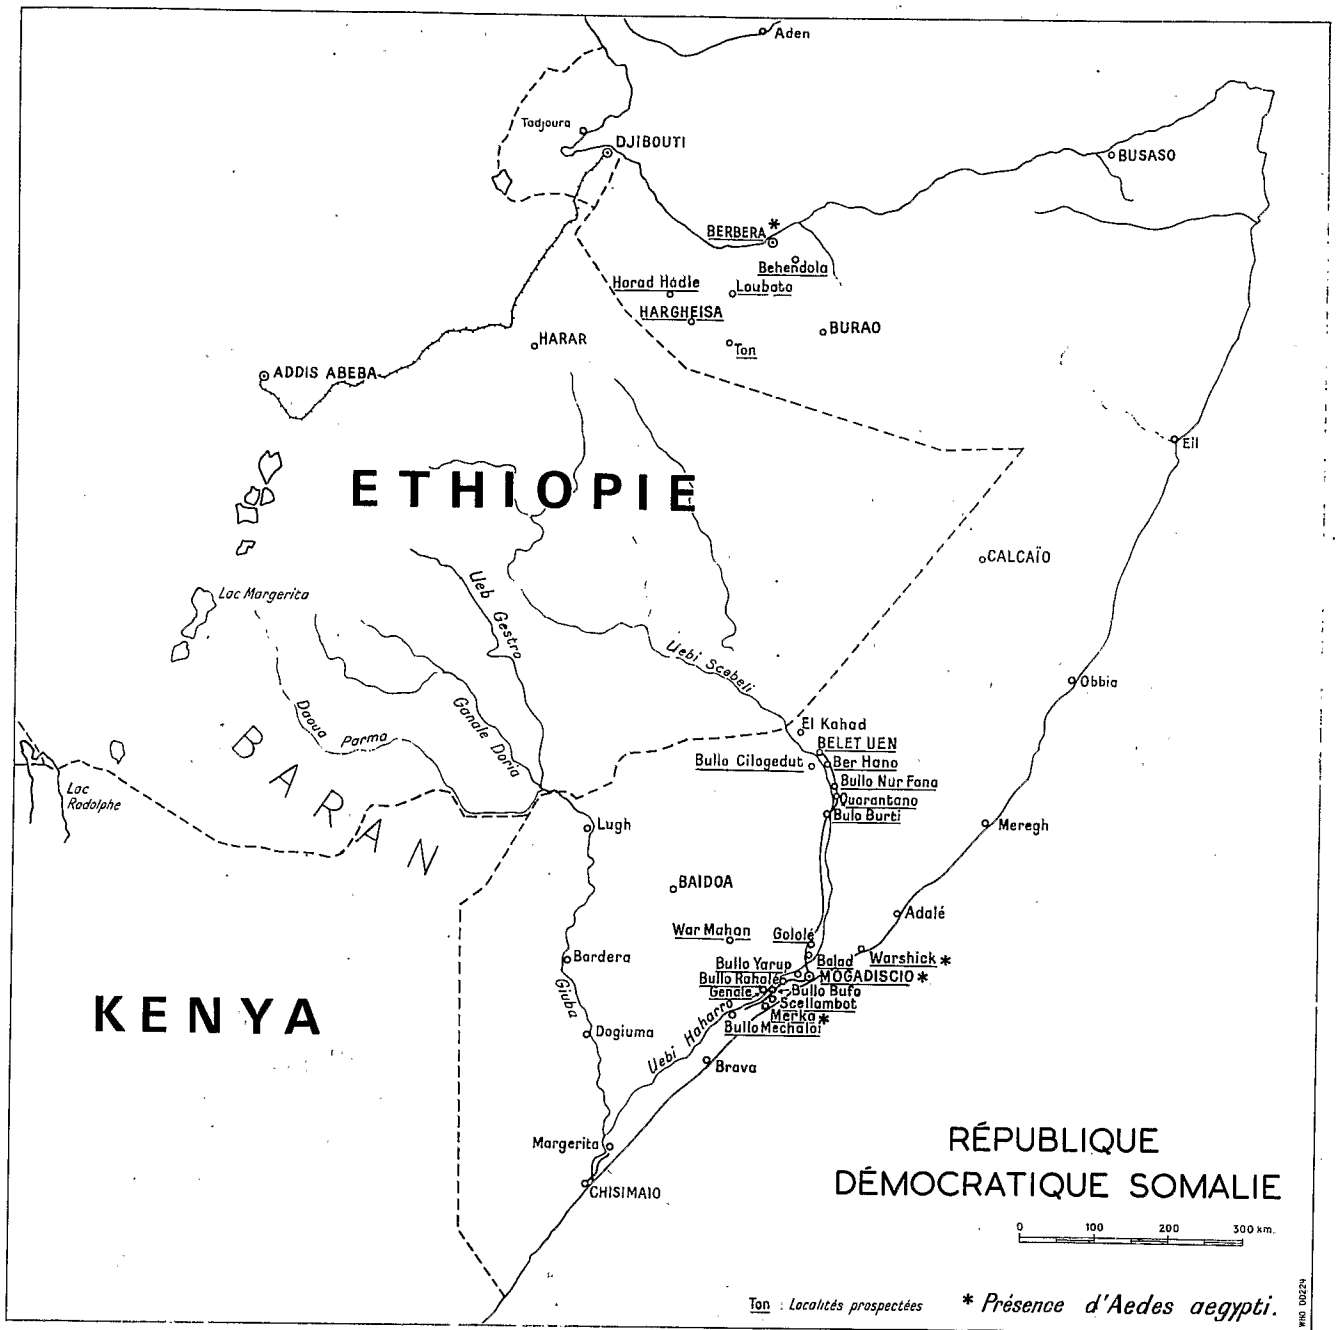 Aden
Tadjoura
DJIBOUTI
BUSASO
BERBERA *
Behendola
Harad Hadle
Loubato
HARGHEISA
BURAO
HARAR
Ton
ADDIS ABEBA
Eil
ETHIOPIE
CALCAÏO
Lac Margerita
Ueb Gestro
Uebi Scebeli
Obbia
Ganale Doria
Daoua Parma
El Kahad
BELET UEN
Bullo Cilogedut
Ber Hano
Bullo Nur Fana
Quarantano
Bulo Burti
BARAN
Lac
Rodolphe
Lugh
Meregh
BAIDOA
Adalé
War Mahan
Gololé
Bardera
Bullo Yarup
Balad
Warshick *
Bullo Rahalé
MOGADISCIO *
Genale
Bullo Bufo
Scellambot
Merka *
Bullo Mechaloi
KENYA
Giuba
Dogiuma
Uebi Haharro
Brava
Margerita
CHISIMAIO
RÉPUBLIQUE
DÉMOCRATIQUE SOMALIE
0 100 200 300 km.
Ton : Localités prospectées
* Présence d'Aedes aegypti.
WHO 00224